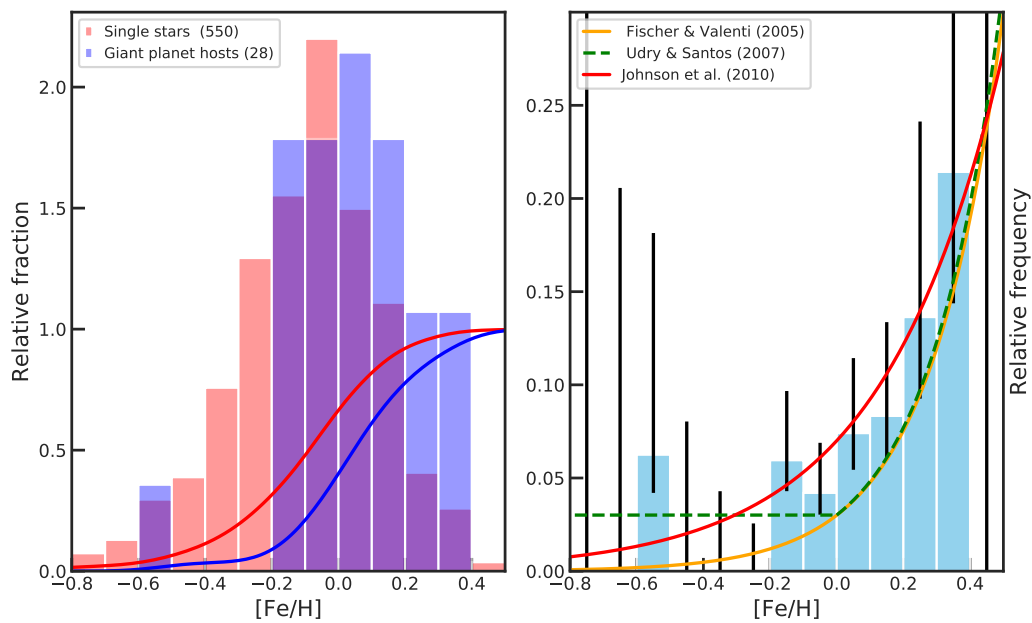 Single stars (550)
Giant planet hosts (28)
Relative fraction
2.0
1.5
1.0
0.5
0.0
−0.8 −0.6 −0.4 −0.2 0.0 0.2 0.4
[Fe/H]
Fischer & Valenti (2005)
Udry & Santos (2007)
Johnson et al. (2010)
0.25
0.20
0.15
0.10
0.05
0.00
−0.8 −0.6 −0.4 −0.2 0.0 0.2 0.4
[Fe/H]
Relative frequency